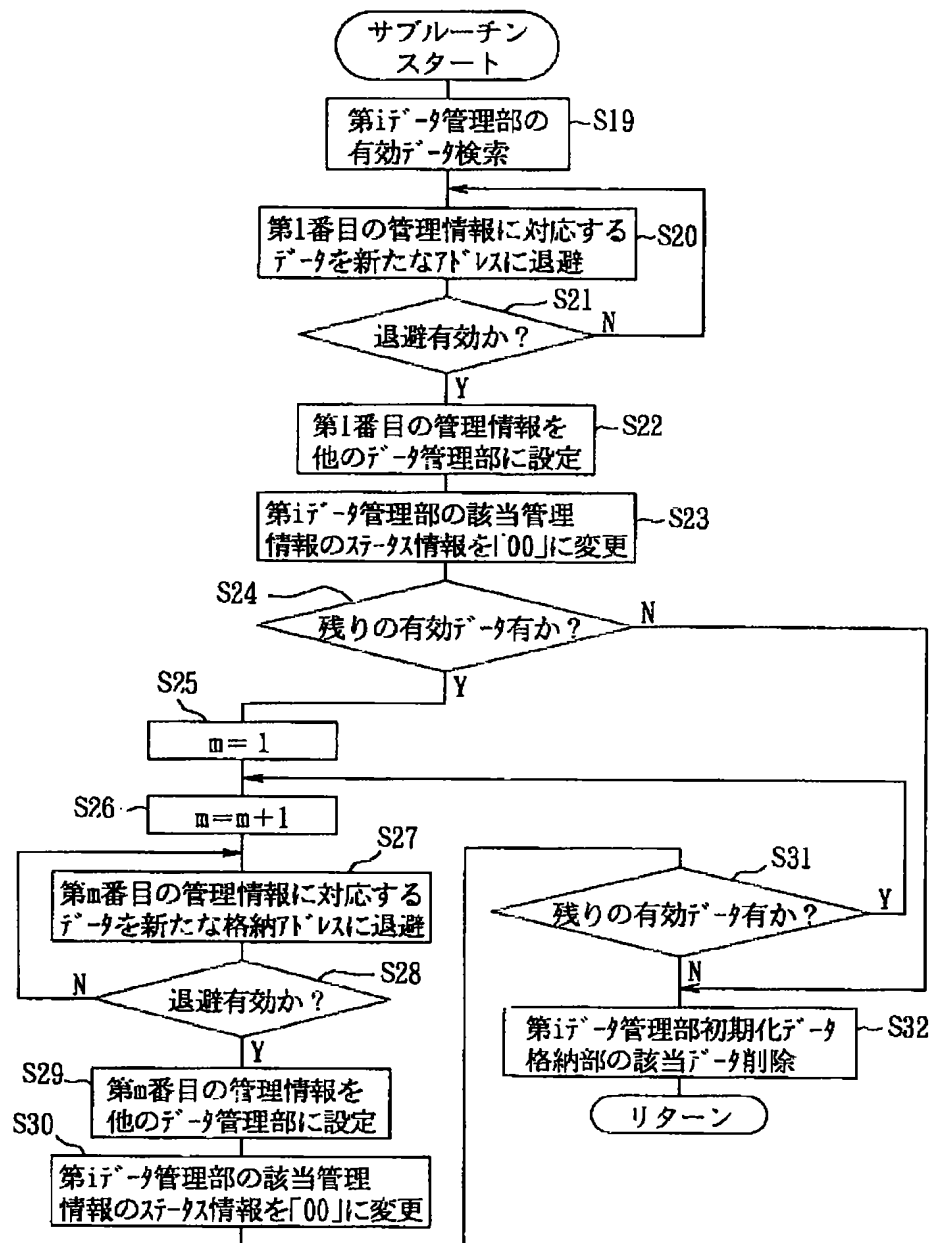 サブルーチン
スタート
第iデータ管理部の
有効データ検索
S19
第1番目の管理情報に対応する
データを新たなアドレスに退避
S20
S21
退避有効か?
N
Y
第1番目の管理情報を
他のデータ管理部に設定
S22
第iデータ管理部の該当管理
情報のステータス情報を「00」に変更
S23
S24
残りの有効データ有か?
N
Y
S25
m=1
S26
m=m+1
S27
第m番目の管理情報に対応する
データを新たな格納アドレスに退避
S28
退避有効か?
N
Y
S29
第m番目の管理情報を
他のデータ管理部に設定
S30
第iデータ管理部の該当管理
情報のステータス情報を「00」に変更
S31
残りの有効データ有か?
Y
N
第iデータ管理部初期化データ
格納部の該当データ削除
S32
リターン